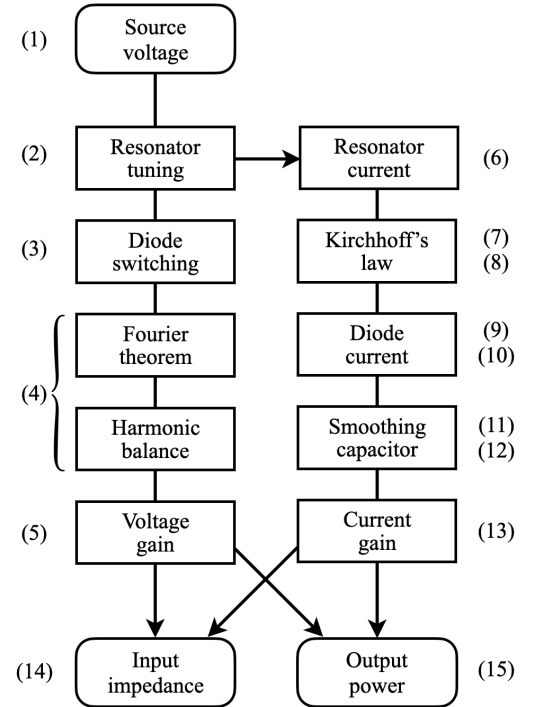 (1)
Source
voltage
(2)
Resonator
tuning
Resonator
current
(6)
(3)
Diode
switching
Kirchhoff's
law
(7)
(8)
(4)
Fourier
theorem
Diode
current
(9)
(10)
Harmonic
balance
Smoothing
capacitor
(11)
(12)
(5)
Voltage
gain
Current
gain
(13)
(14)
Input
impedance
Output
power
(15)